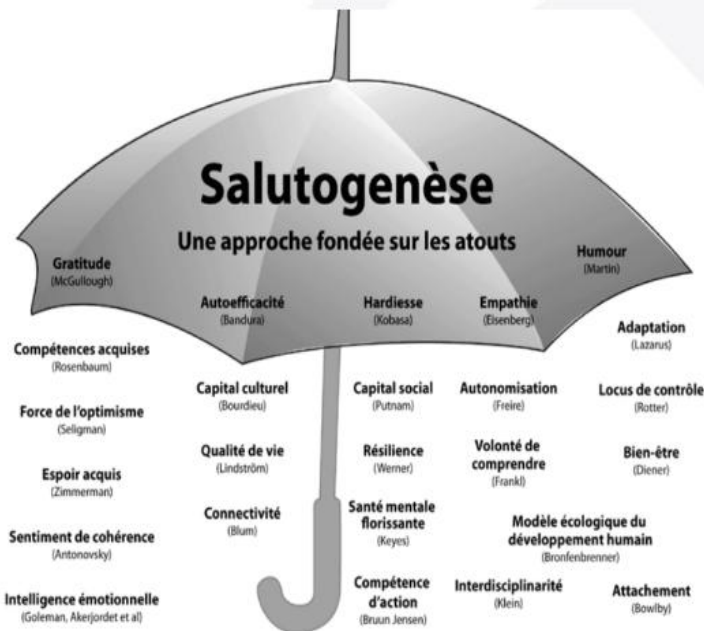 Salutogenèse
Une approche fondée sur les atouts
Gratitude
(McGullough)
Humour
(Martin)
Autoefficacité
(Bandura)
Hardiesse
(Kobasa)
Empathie
(Eisenberg)
Adaptation
(Lazarus)
Compétences acquises
(Rosenbaum)
Capital culturel
(Bourdieu)
Capital social
(Putnam)
Autonomisation
(Freire)
Locus de contrôle
(Rotter)
Force de l'optimisme
(Seligman)
Qualité de vie
(Lindström)
Résilience
(Werner)
Volonté de
comprendre
(Frankl)
Bien-être
(Diener)
Espoir acquis
(Zimmerman)
Connectivité
(Blum)
Santé mentale
florissante
(Keyes)
Modèle écologique du
développement humain
(Bronfenbrenner)
Sentiment de cohérence
(Antonovsky)
Compétence
d'action
(Bruun Jensen)
Interdisciplinarité
(Klein)
Attachement
(Bowlby)
Intelligence émotionnelle
(Goleman, Akerjordet et al)